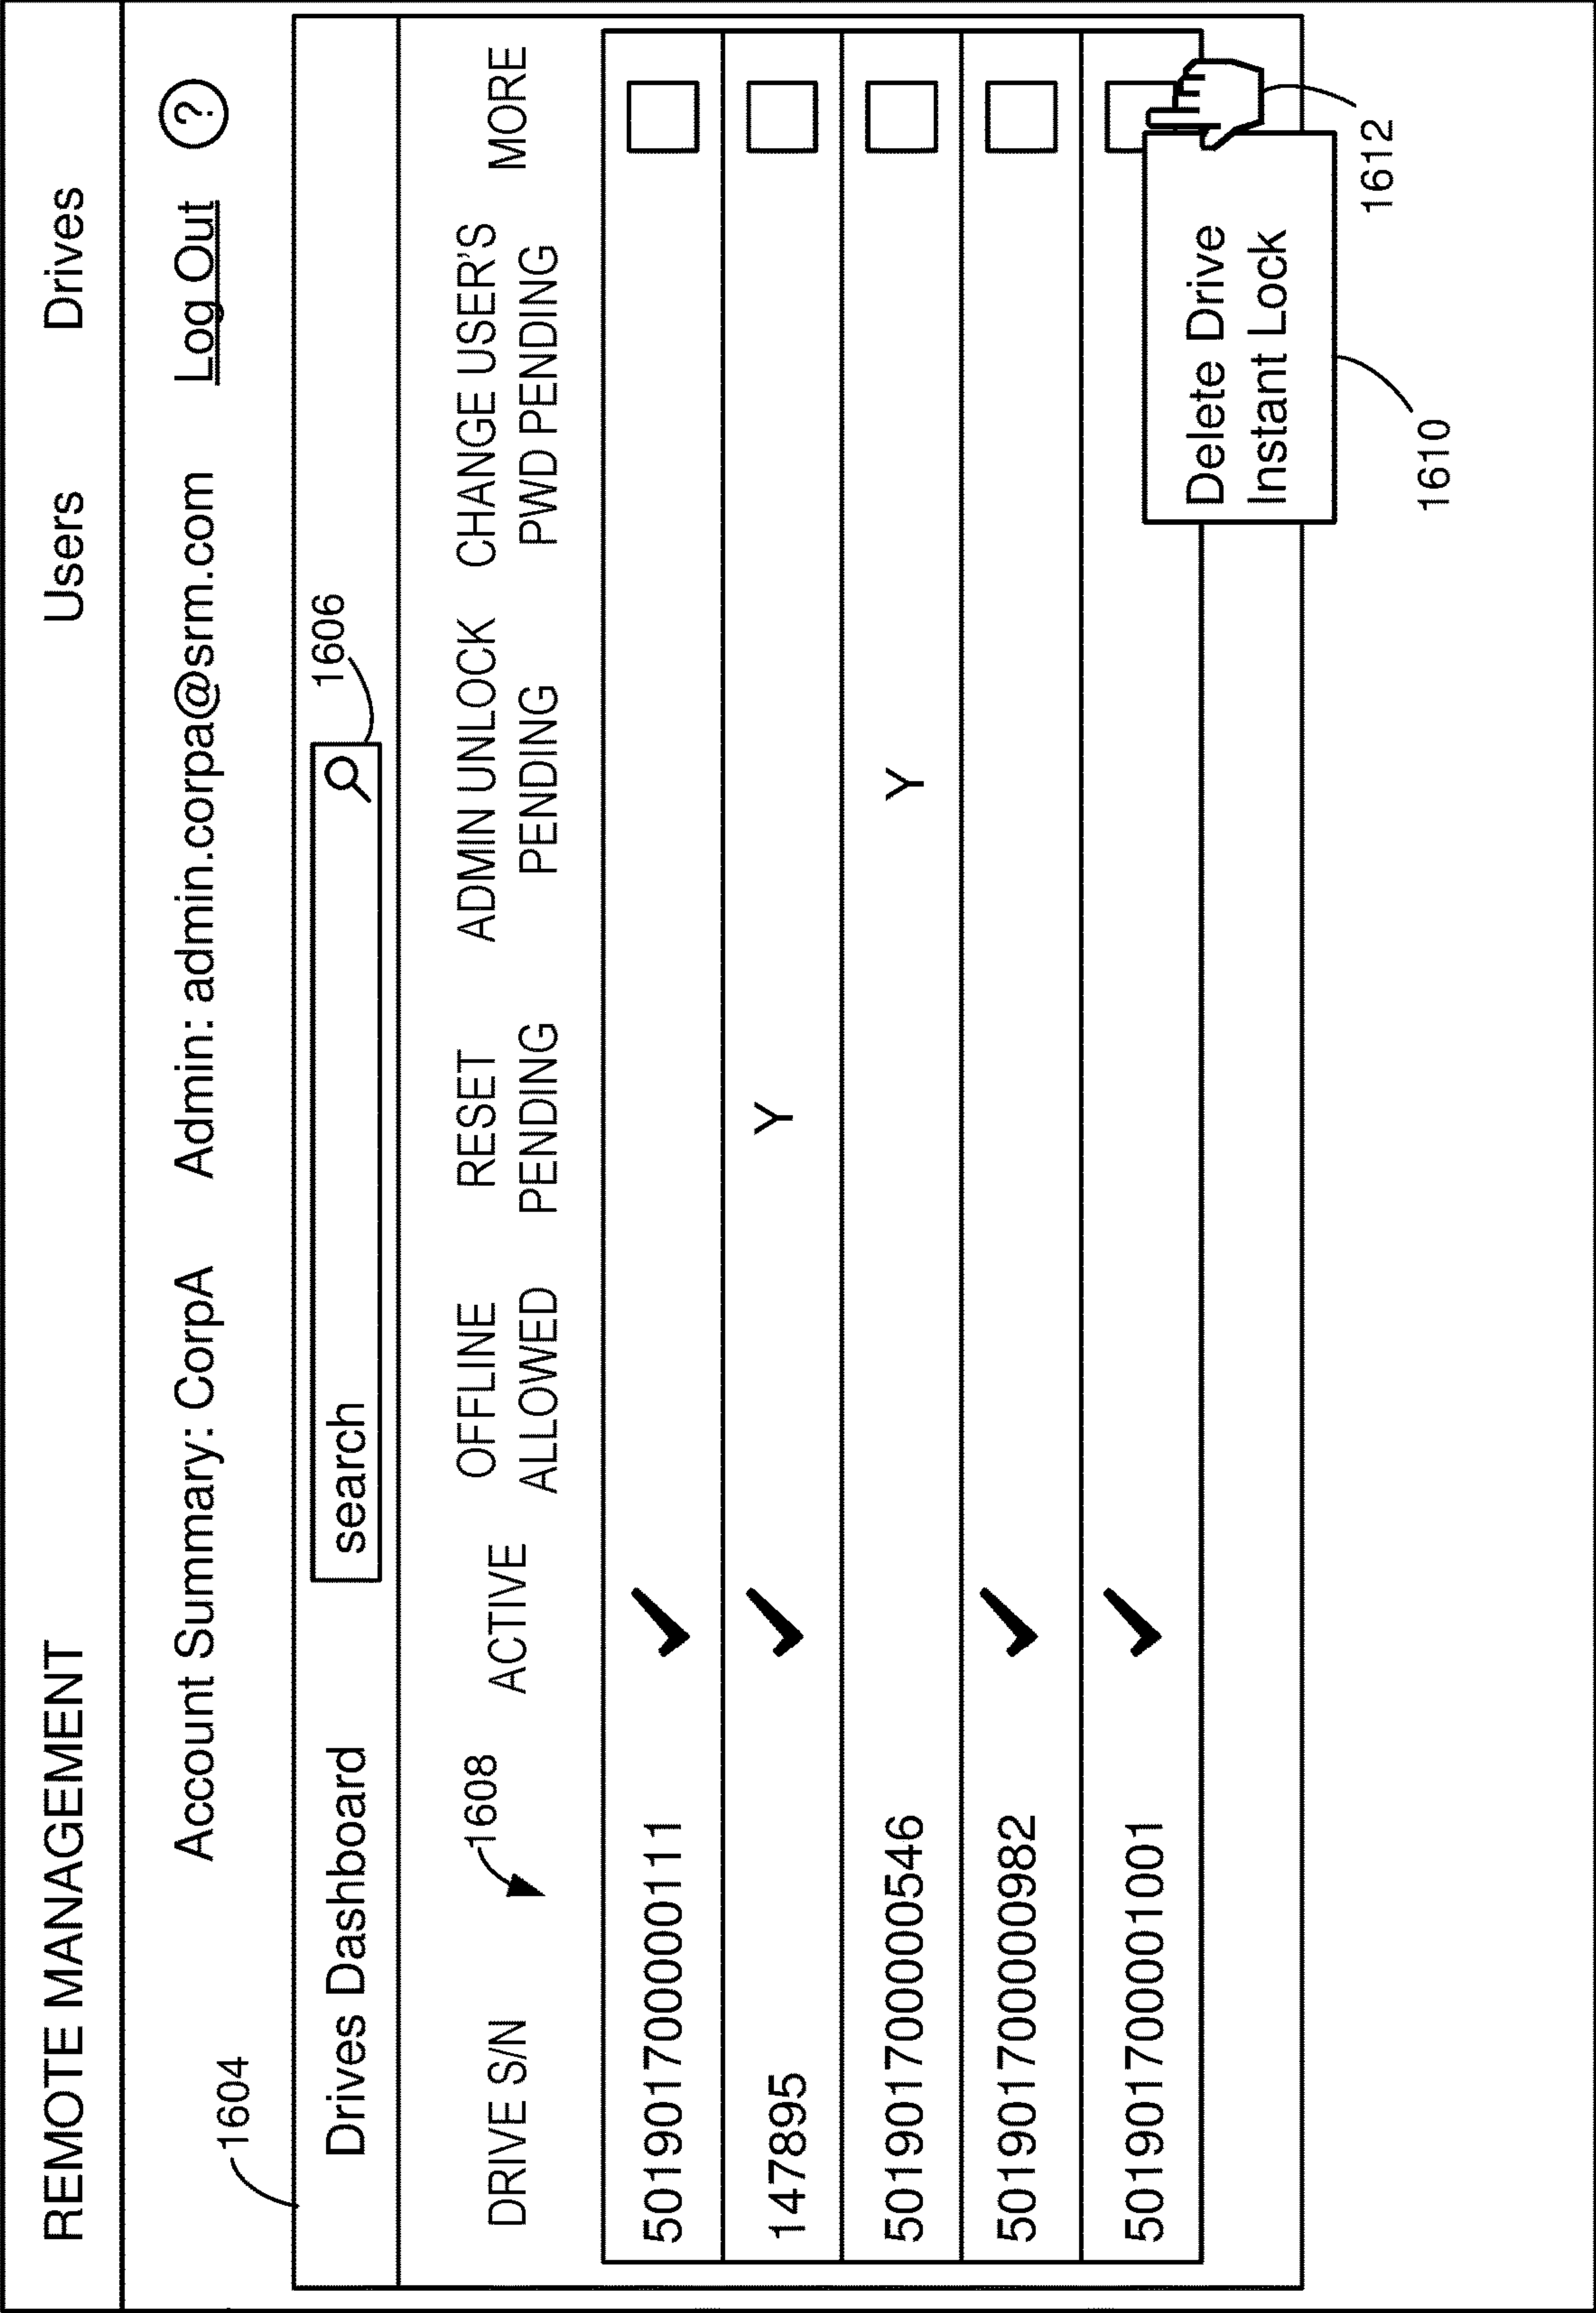 REMOTE MANAGEMENT Users Drives
Account Summary: CorpA Admin: admin.corpa@srm.com Log Out ?
1604
Drives Dashboard search 1606
DRIVE S/N 1608 ACTIVE OFFLINE ALLOWED RESET PENDING ADMIN UNLOCK PENDING CHANGE USER'S PWD PENDING MORE
501901700000111
147895 Y
501901700000546 Y
501901700000982
501901700001001
Delete Drive
Instant Lock
1612
1610